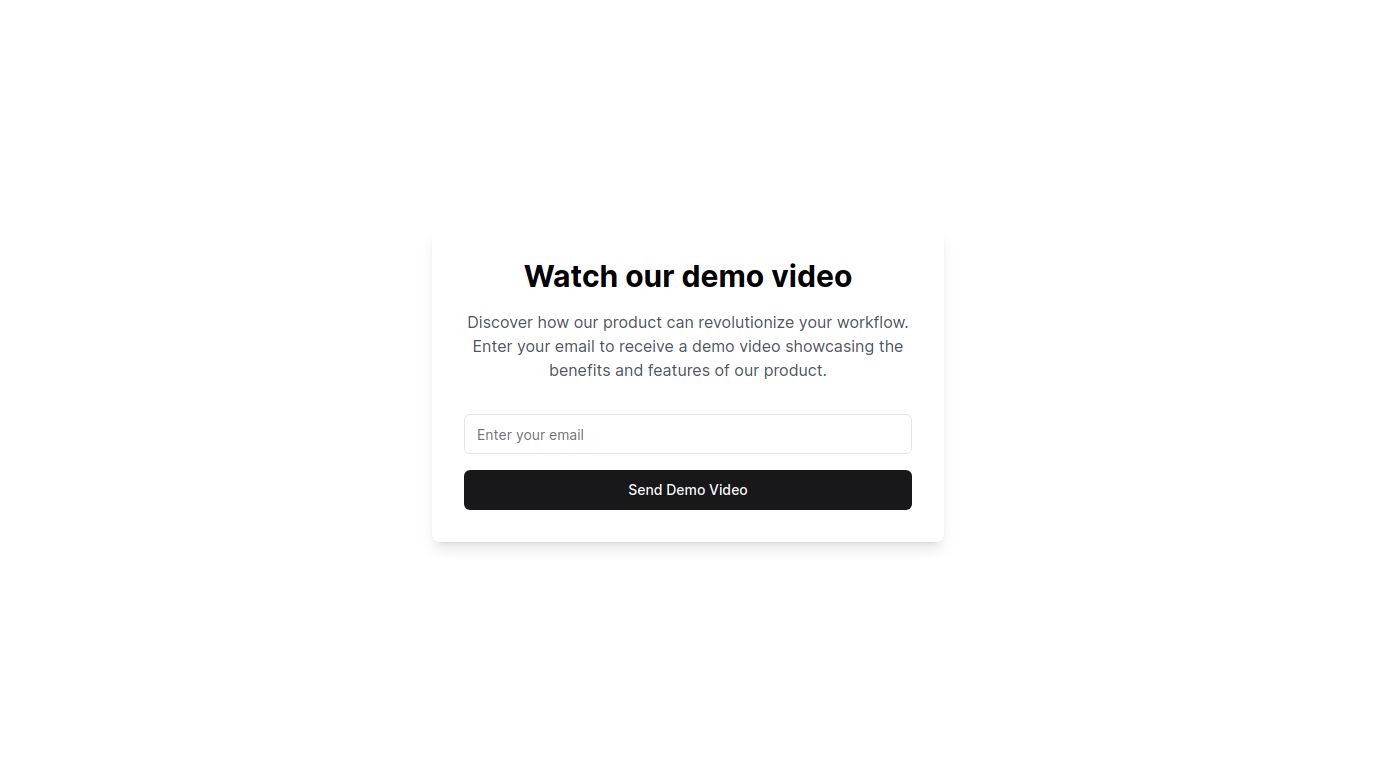 Watch our demo video
Discover how our product can revolutionize your workflow.
Enter your email to receive a demo video showcasing the
benefits and features of our product.
Enter your email
Send Demo Video